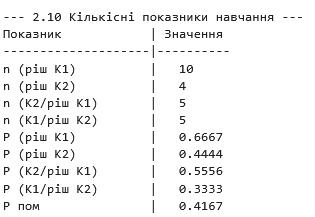 --- 2.10 Кількісні показники навчання ---
Показник            | Значення
--------------------|----------
n (ріш K1)          |   10
n (ріш K2)          |   4
n (K2/ріш K1)       |   5
n (K1/ріш K2)       |   5
P (ріш K1)          |   0.6667
P (ріш K2)          |   0.4444
P (K2/ріш K1)       |   0.5556
P (K1/ріш K2)       |   0.3333
P пом               |   0.4167